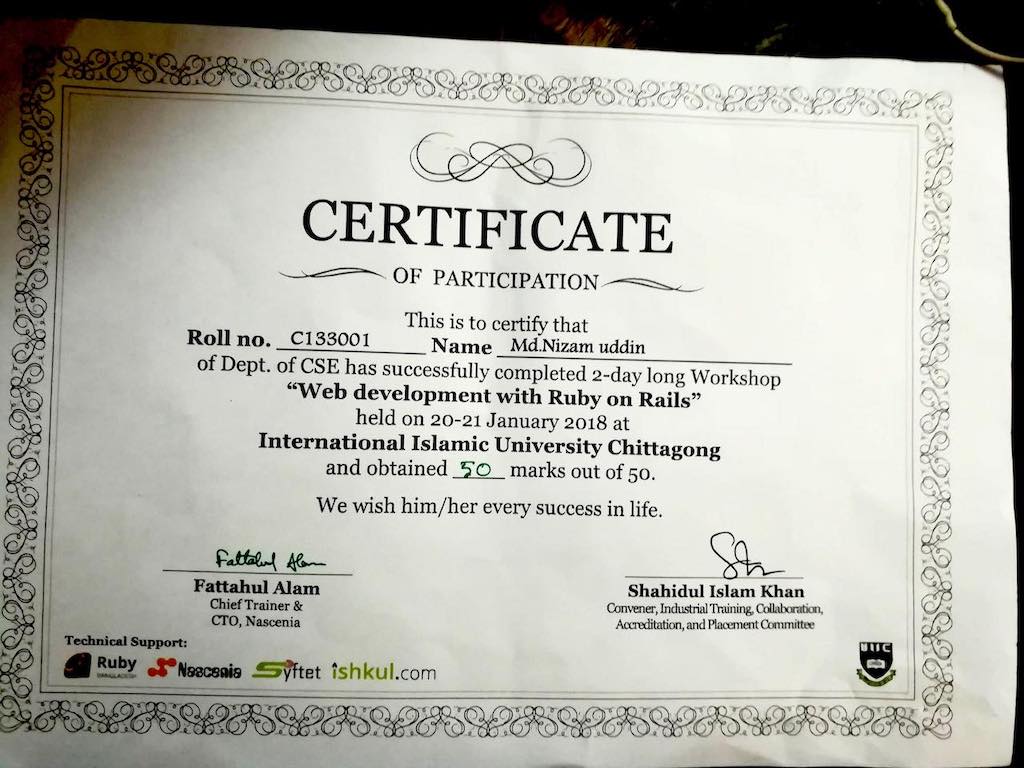 CERTIFICATE
OF PARTICIPATION
This is to certify that
Roll no. C133001 Name Md.Nizam uddin
of Dept. of CSE has successfully completed 2-day long Workshop
“Web development with Ruby on Rails”
held on 20-21 January 2018 at
International Islamic University Chittagong
and obtained 50 marks out of 50.
We wish him/her every success in life.
Fattahul Alam
Fattahul Alam
Chief Trainer &
CTO, Nascenia
Shahidul Islam Khan
Convener, Industrial Training, Collaboration,
Accreditation, and Placement Committee
Technical Support:
Ruby
BANGLADESH
Nascenia
Syftet
ishkul.com
IIUC